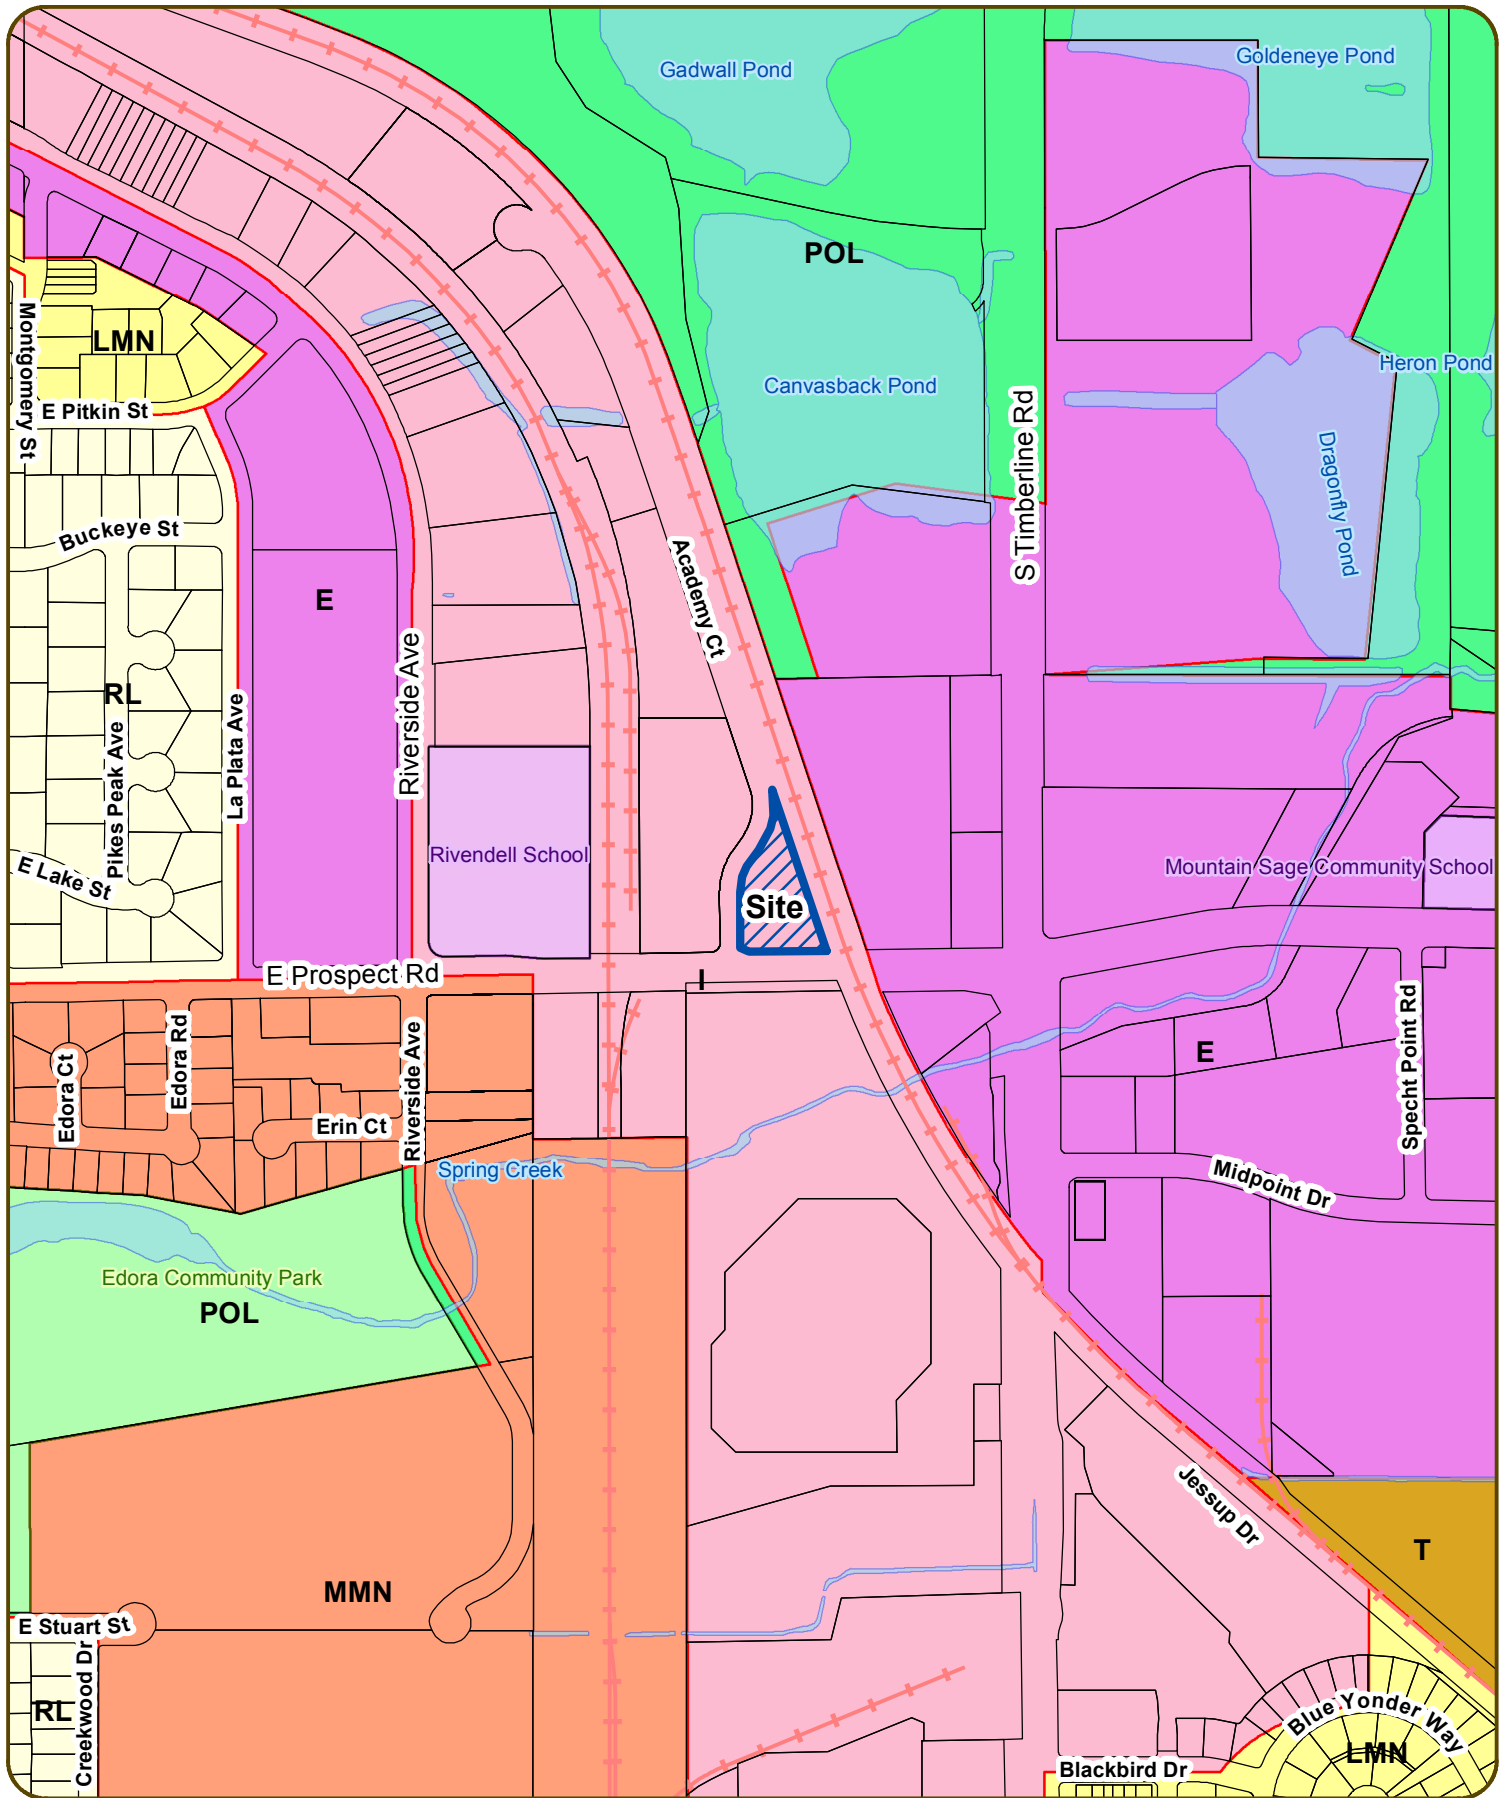 Gadwall Pond
Goldeneye Pond
POL
Montgomery St
LMN
Heron Pond
Canvasback Pond
E Pitkin St
S Timberline Rd
Dragonfly Pond
Buckeye St
Academy Ct
E
Riverside Ave
RL
La Plata Ave
Pikes Peak Ave
Rivendell School
Mountain Sage Community School
E Lake St
Site
E Prospect Rd
I
Edora Ct
Edora Rd
Riverside Ave
Specht Point Rd
E
Erin Ct
Spring Creek
Midpoint Dr
Edora Community Park
POL
Jessup Dr
T
MMN
E Stuart St
Creekwood Dr
RL
Blue Yonder Way
LMN
Blackbird Dr